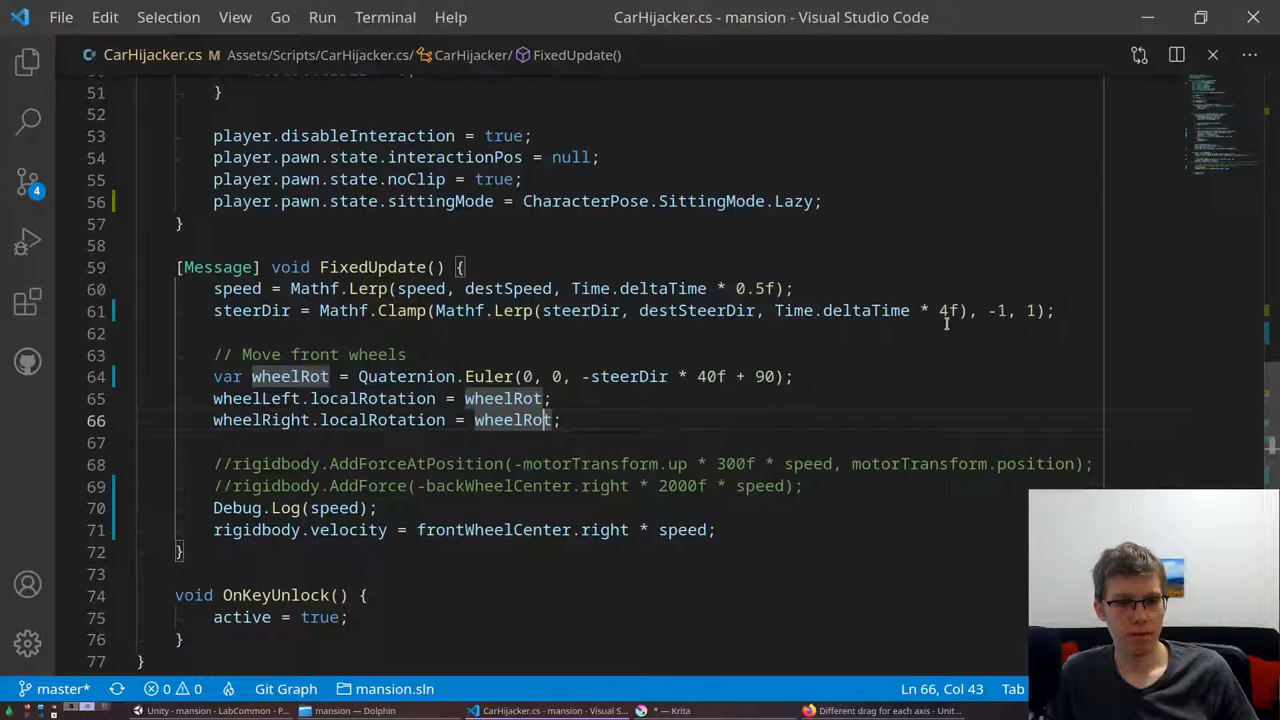 File Edit Selection View Go Run Terminal Help CarHijacker.cs - mansion - Visual Studio Code
CarHijacker.cs M Assets/Scripts/CarHijacker.cs/ CarHijacker/ FixedUpdate()
51 }
52
53 player.disableInteraction = true;
54 player.pawn.state.interactionPos = null;
55 player.pawn.state.noClip = true;
56 player.pawn.state.sittingMode = CharacterPose.SittingMode.Lazy;
57 }
58
59 [Message] void FixedUpdate() {
60 speed = Mathf.Lerp(speed, destSpeed, Time.deltaTime * 0.5f);
61 steerDir = Mathf.Clamp(Mathf.Lerp(steerDir, destSteerDir, Time.deltaTime * 4f), -1, 1);
62
63 // Move front wheels
64 var wheelRot = Quaternion.Euler(0, 0, -steerDir * 40f + 90);
65 wheelLeft.localRotation = wheelRot;
66 wheelRight.localRotation = wheelRot;
67
68 //rigidbody.AddForceAtPosition(-motorTransform.up * 300f * speed, motorTransform.position);
69 //rigidbody.AddForce(-backWheelCenter.right * 2000f * speed);
70 Debug.Log(speed);
71 rigidbody.velocity = frontWheelCenter.right * speed;
72 }
73
74 void OnKeyUnlock() {
75 active = true;
76 }
77 }
4
master* 0 0 Git Graph mansion.sln Ln 66, Col 43 Tab
Unity - mansion - LabCommon - P... mansion — Dolphin CarHijacker.cs - mansion - Visual S... * — Krita Different drag for each axis - Unit...